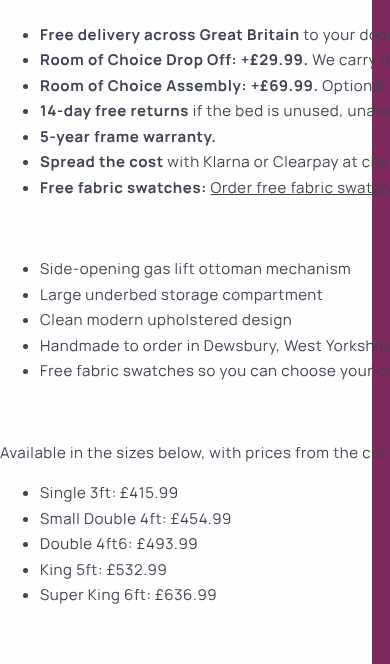 Free delivery across Great Britain to your
Room of Choice Drop Off: +£29.99. We carry
Room of Choice Assembly: +£69.99.
14-day free returns if the bed is unused,
5-year frame warranty.
Spread the cost with Klarna or Clearpay at
Free fabric swatches: Order free fabric
Side-opening gas lift ottoman mechanism
Large underbed storage compartment
Clean modern upholstered design
Handmade to order in Dewsbury, West
Free fabric swatches so you can choose your
Available in the sizes below, with prices from the
Single 3ft: £415.99
Small Double 4ft: £454.99
Double 4ft6: £493.99
King 5ft: £532.99
Super King 6ft: £636.99